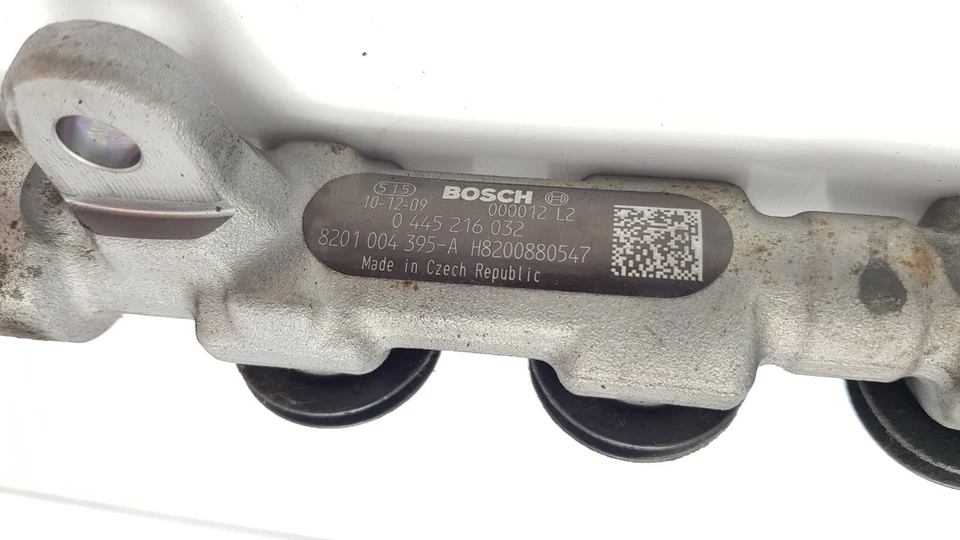 515 BOSCH
10-12-09 000012 L2
0 445 216 032
8201 004 395-A H8200880547
Made in Czech Republic